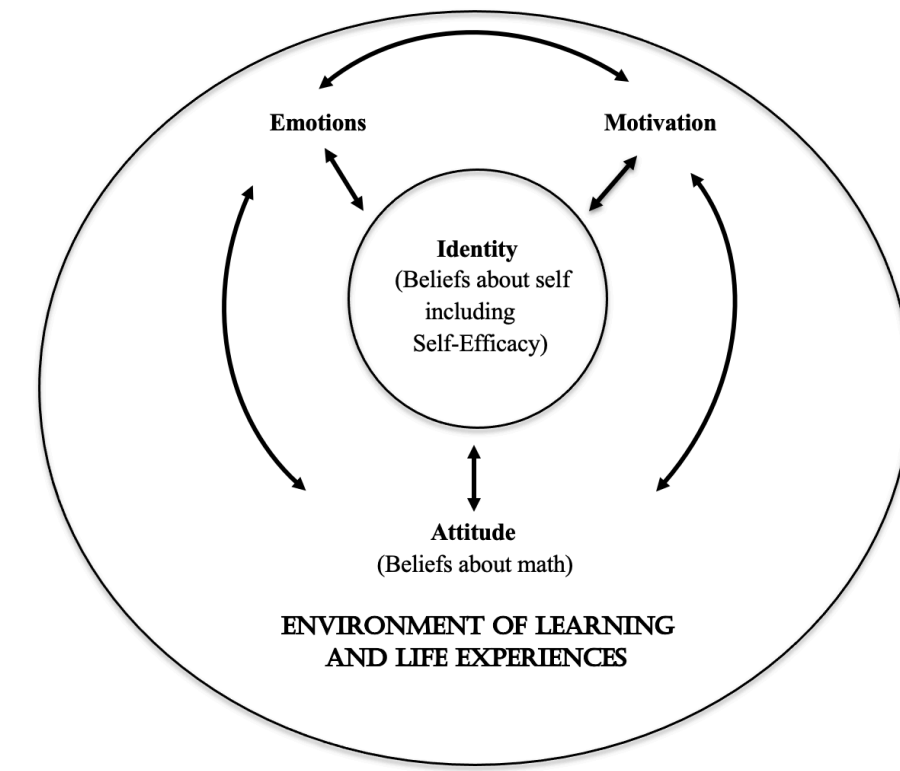 Emotions
Motivation
Identity
(Beliefs about self
including
Self-Efficacy)
Attitude
(Beliefs about math)
ENVIRONMENT OF LEARNING
AND LIFE EXPERIENCES